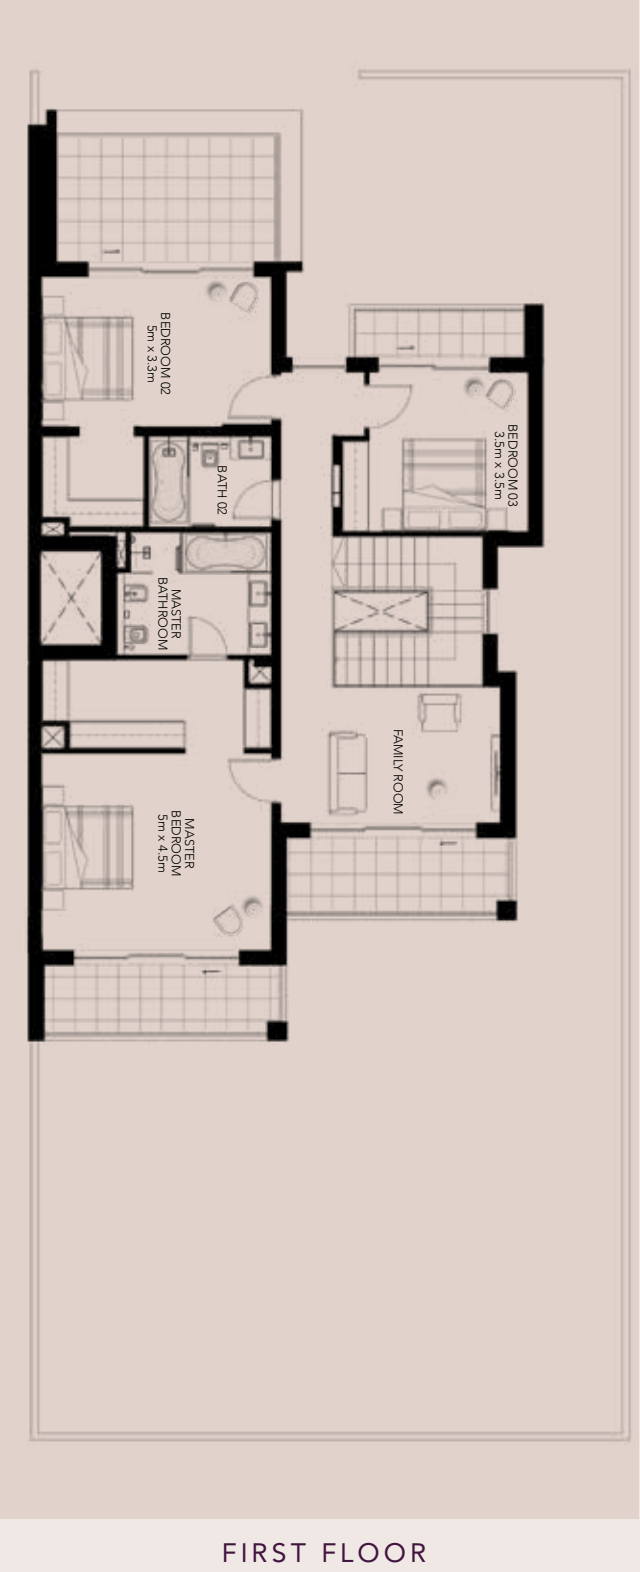 BEDROOM 02
5m x 3.3m
BEDROOM 03
3.5m x 3.5m
BATH 02
MASTER
BATHROOM
FAMILY ROOM
MASTER
BEDROOM
5m x 4.5m
FIRST FLOOR